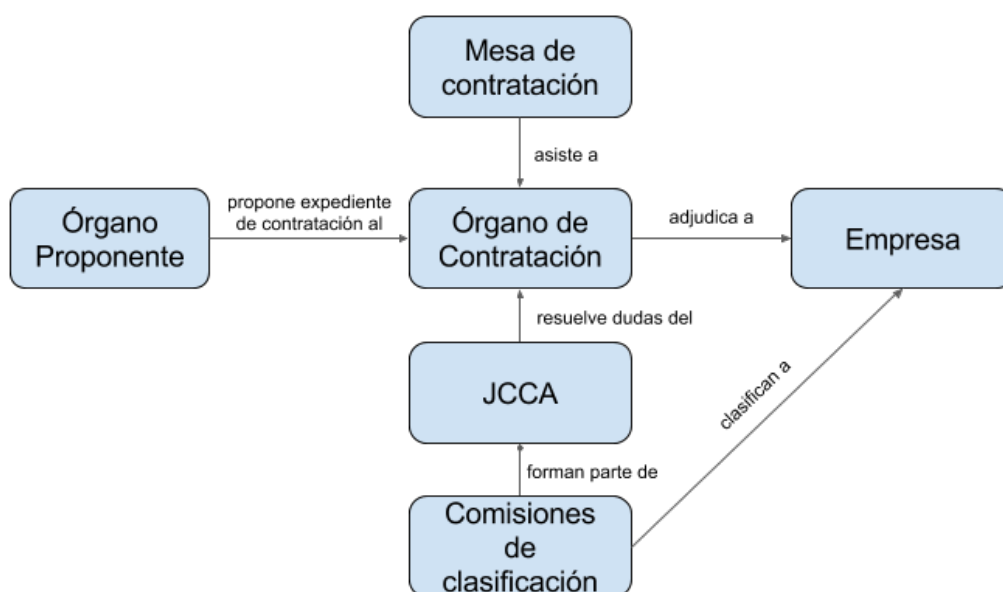 Mesa de
contratación
asiste a
Órgano
Proponente
propone expediente
de contratación al
Órgano de
Contratación
adjudica a
Empresa
resuelve dudas del
JCCA
clasifican a
forman parte de
Comisiones
de
clasificación